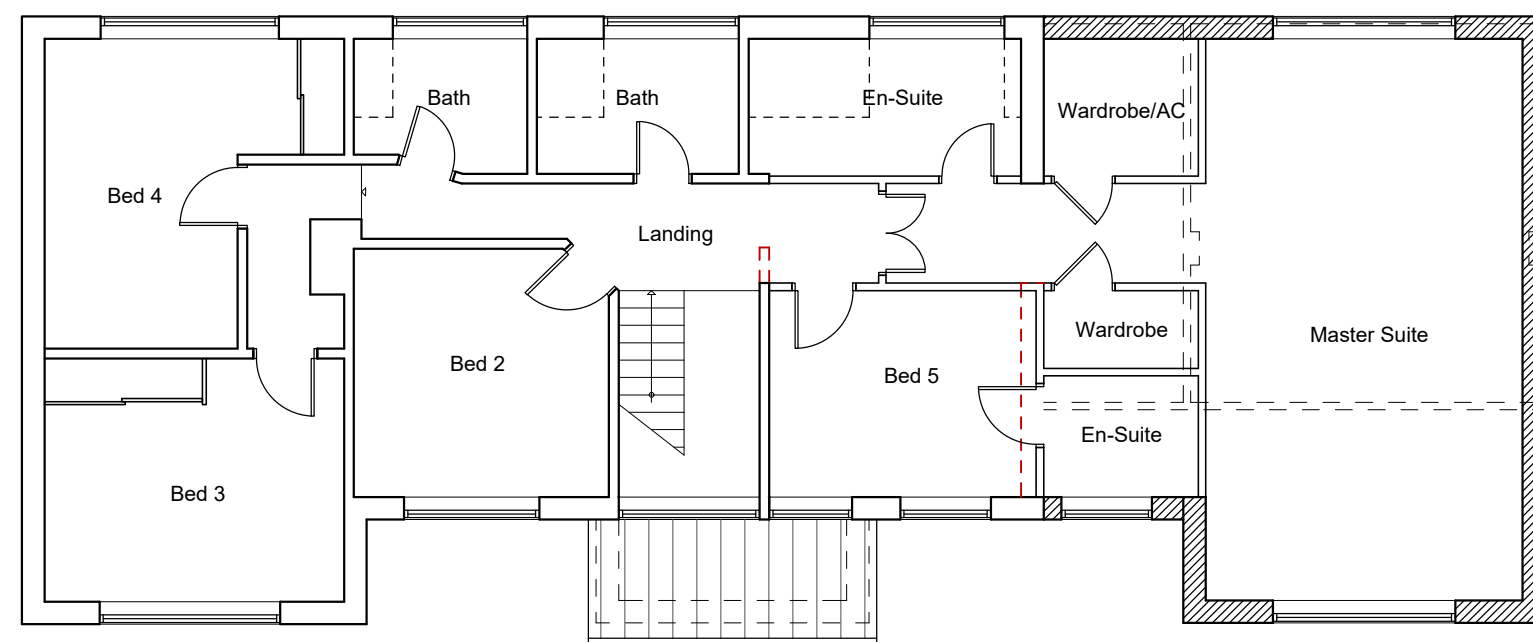 Bath
Bath
En-Suite
Wardrobe/AC
Bed 4
Landing
Wardrobe
Master Suite
Bed 2
Bed 5
En-Suite
Bed 3